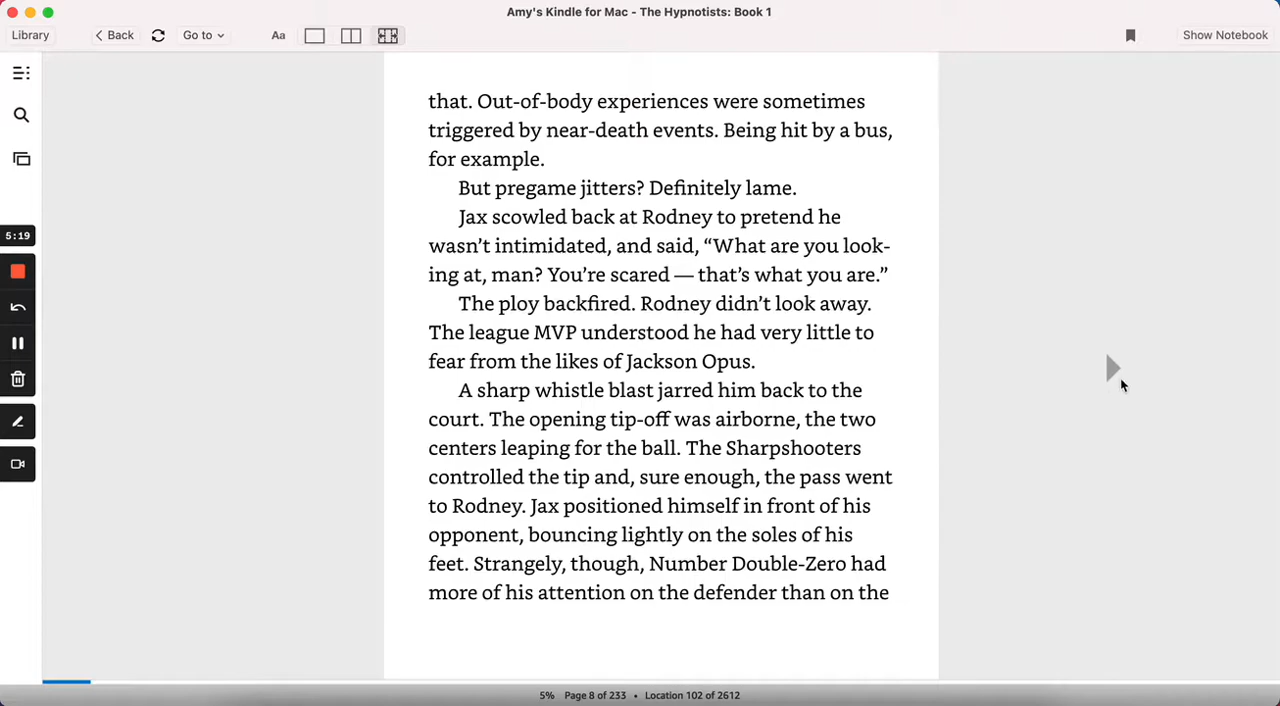 Amy's Kindle for Mac - The Hypnotists: Book 1
Library
Back
Go to
Aa
Show Notebook
5:19
that. Out-of-body experiences were sometimes
triggered by near-death events. Being hit by a bus,
for example.
But pregame jitters? Definitely lame.
Jax scowled back at Rodney to pretend he
wasn’t intimidated, and said, “What are you look-
ing at, man? You’re scared — that’s what you are.”
The ploy backfired. Rodney didn’t look away.
The league MVP understood he had very little to
fear from the likes of Jackson Opus.
A sharp whistle blast jarred him back to the
court. The opening tip-off was airborne, the two
centers leaping for the ball. The Sharpshooters
controlled the tip and, sure enough, the pass went
to Rodney. Jax positioned himself in front of his
opponent, bouncing lightly on the soles of his
feet. Strangely, though, Number Double-Zero had
more of his attention on the defender than on the
5% Page 8 of 233 • Location 102 of 2612